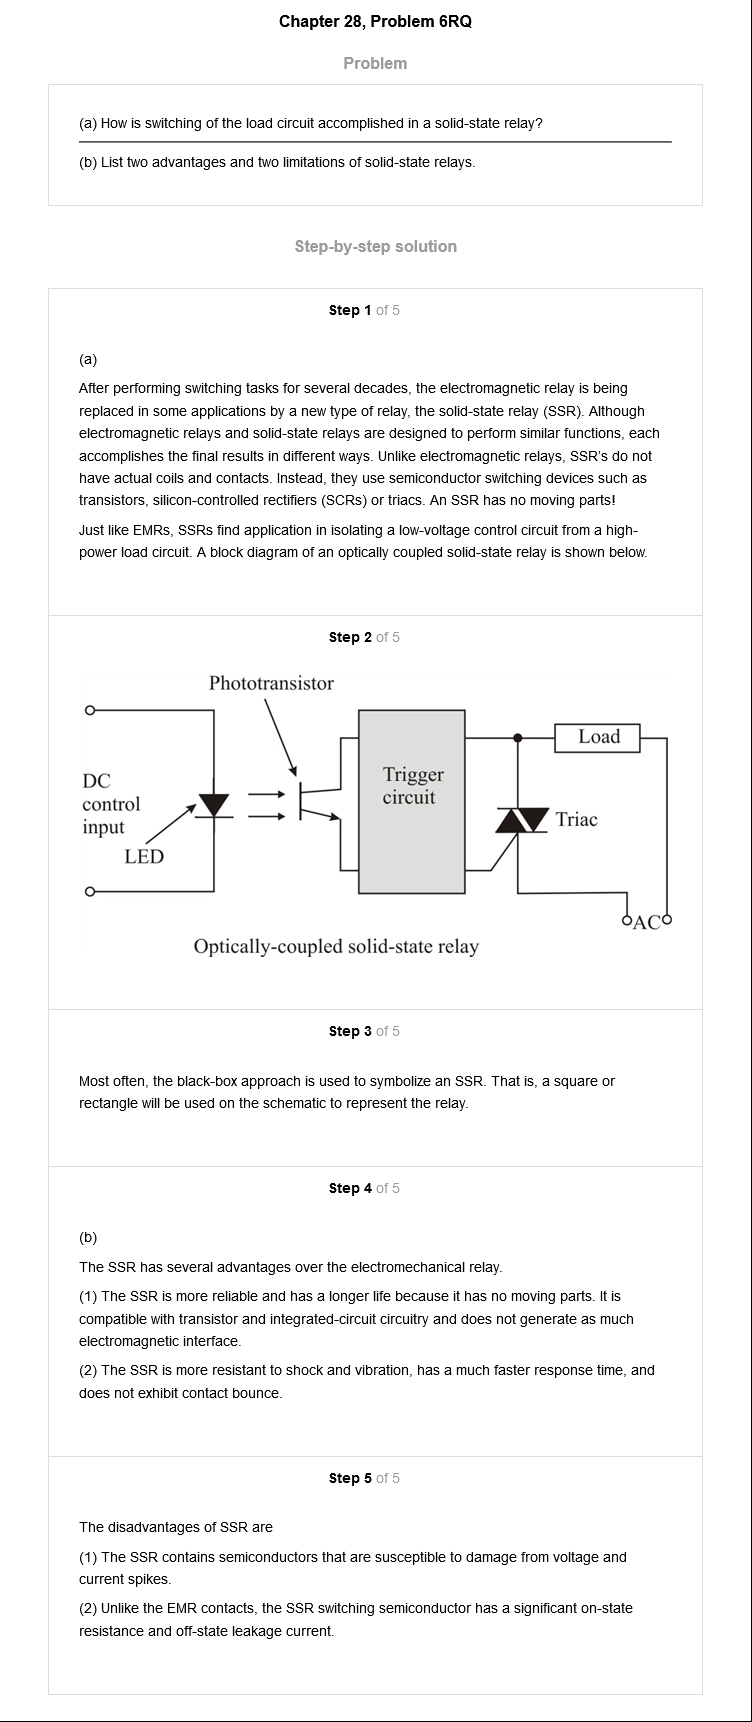 Chapter 28, Problem 6RQ
Problem
(a) How is switching of the load circuit accomplished in a solid-state relay?
(b) List two advantages and two limitations of solid-state relays.
Step-by-step solution
Step 1 of 5
(a)
After performing switching tasks for several decades, the electromagnetic relay is being
replaced in some applications by a new type of relay, the solid-state relay (SSR). Although
electromagnetic relays and solid-state relays are designed to perform similar functions, each
accomplishes the final results in different ways. Unlike electromagnetic relays, SSR's do not
have actual coils and contacts. Instead, they use semiconductor switching devices such as
transistors, silicon-controlled rectifiers (SCRs) or triacs. An SSR has no moving parts!
Just like EMRs, SSRs find application in isolating a low-voltage control circuit from a high-
power load circuit. A block diagram of an optically coupled solid-state relay is shown below.
Step 2 of 5
Phototransistor
Load
DC
control
input
Trigger
circuit
Triac
LED
AC
Optically-coupled solid-state relay
Step 3 of 5
Most often, the black-box approach is used to symbolize an SSR. That is, a square or
rectangle will be used on the schematic to represent the relay.
Step 4 of 5
(b)
The SSR has several advantages over the electromechanical relay.
(1) The SSR is more reliable and has a longer life because it has no moving parts. It is
compatible with transistor and integrated-circuit circuitry and does not generate as much
electromagnetic interface.
(2) The SSR is more resistant to shock and vibration, has a much faster response time, and
does not exhibit contact bounce.
Step 5 of 5
The disadvantages of SSR are
(1) The SSR contains semiconductors that are susceptible to damage from voltage and
current spikes.
(2) Unlike the EMR contacts, the SSR switching semiconductor has a significant on-state
resistance and off-state leakage current.